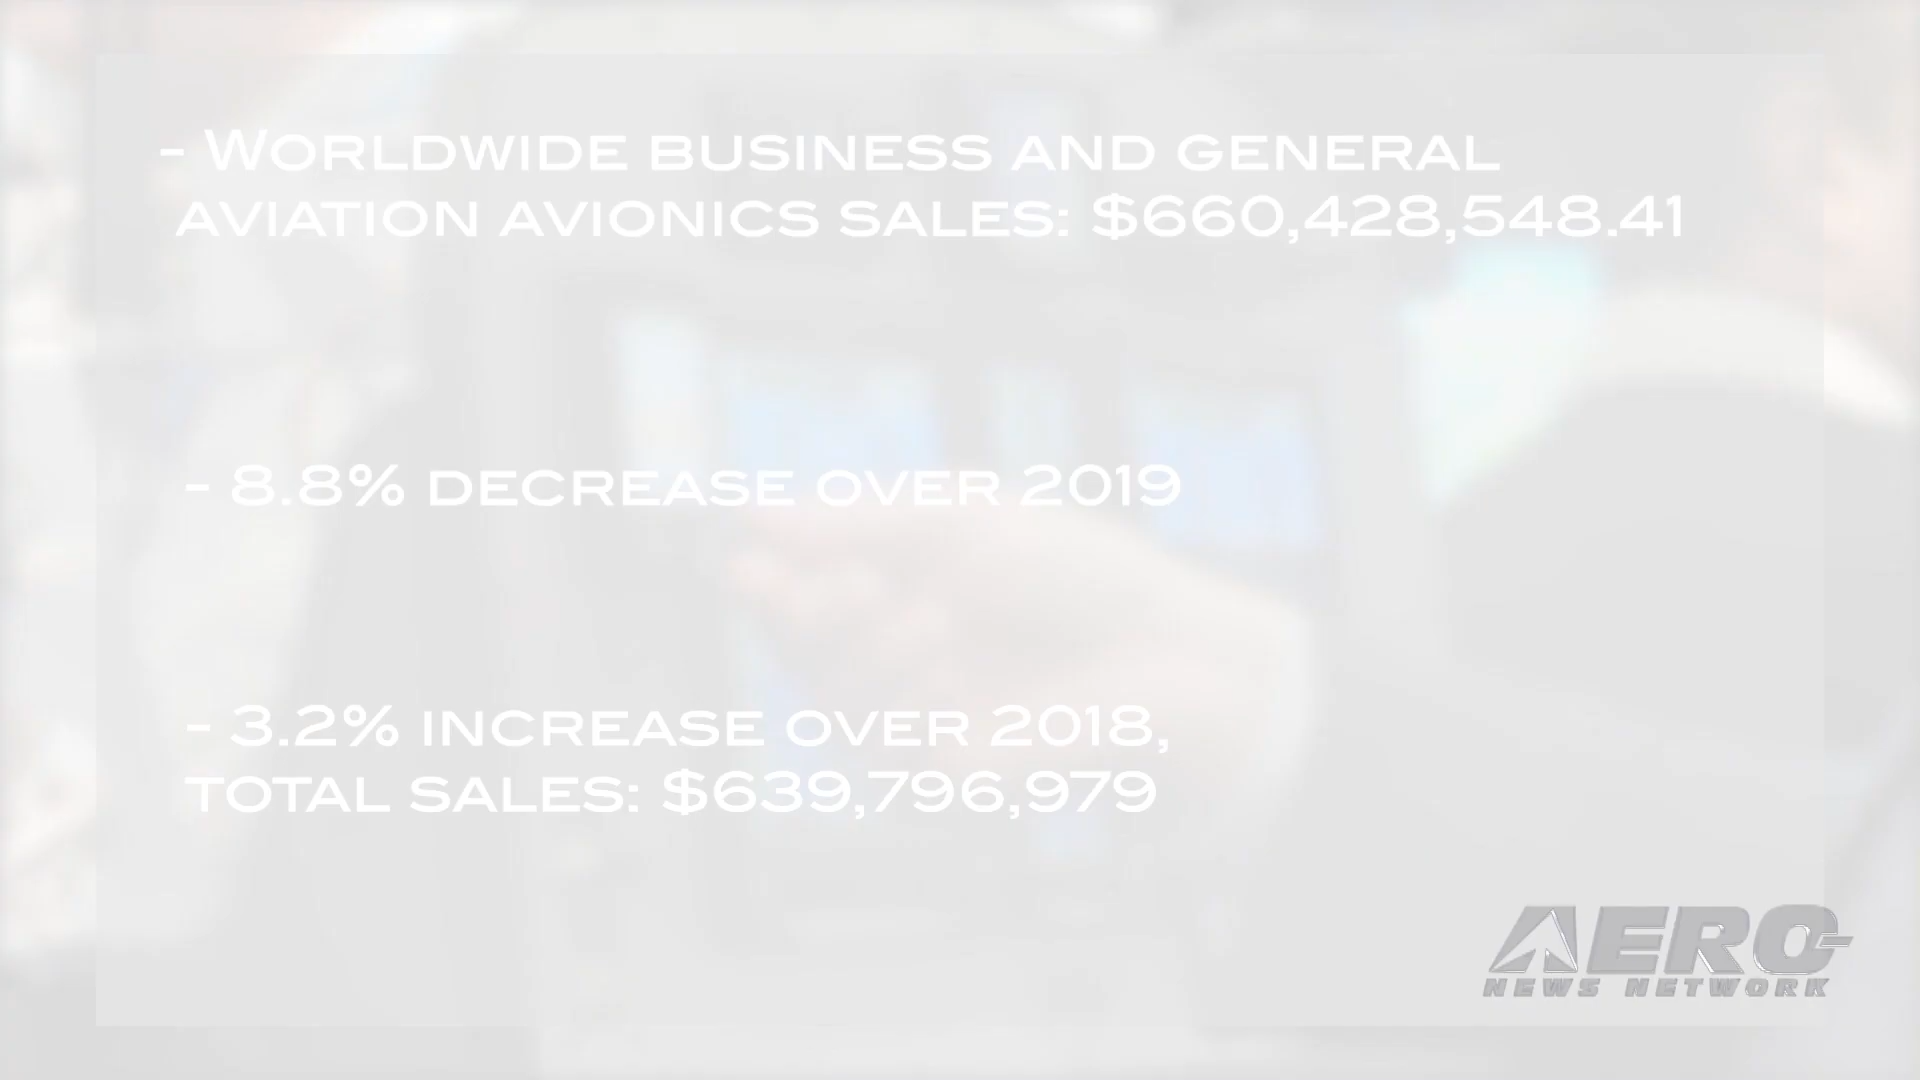 - Worldwide business and general
aviation avionics sales: $660,428,548.41
- 8.8% decrease over 2019
- 3.2% increase over 2018,
total sales: $639,796,979
AERO-
NEWS NETWORK